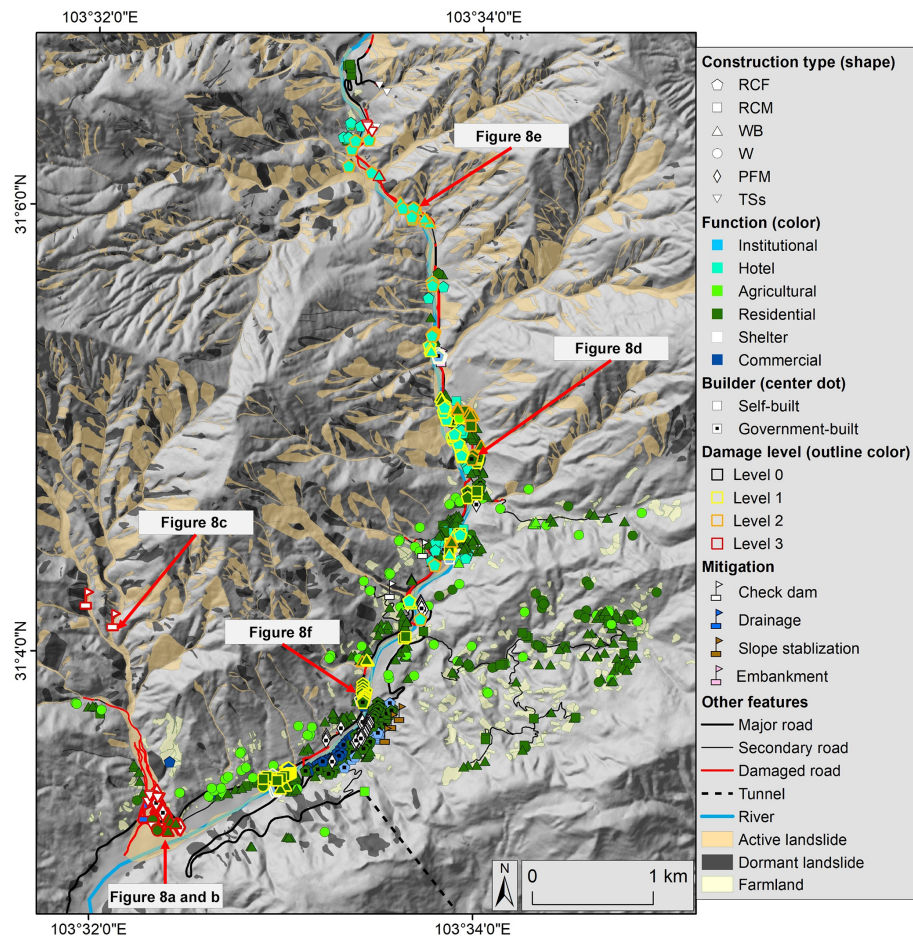 103°32'0"E
103°34'0"E
31°6'0"N
31°4'0"N
Figure 8e
Figure 8d
Figure 8c
Figure 8f
Figure 8a and b
N
0
1 km
103°32'0"E
103°34'0"E
Construction type (shape)
RCF
RCM
WB
W
PFM
TSs
Function (color)
Institutional
Hotel
Agricultural
Residential
Shelter
Commercial
Builder (center dot)
Self-built
Government-built
Damage level (outline color)
Level 0
Level 1
Level 2
Level 3
Mitigation
Check dam
Drainage
Slope stablization
Embankment
Other features
Major road
Secondary road
Damaged road
Tunnel
River
Active landslide
Dormant landslide
Farmland